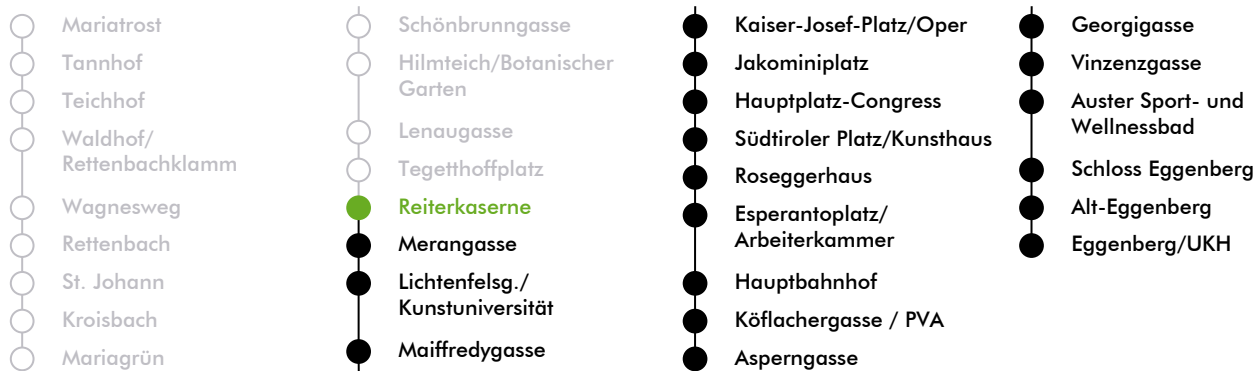 Mariatrost
Tannhof
Teichhof
Waldhof/
Rettenbachklamm
Wagnesweg
Rettenbach
St. Johann
Kroisbach
Mariagrün
Schönbrunngasse
Hilmteich/Botanischer
Garten
Lenaugasse
Tegetthoffplatz
Reiterkaserne
Merangasse
Lichtenfelsg./
Kunstuniversität
Maiffredygasse
Kaiser-Josef-Platz/Oper
Jakominiplatz
Hauptplatz-Congress
Südtiroler Platz/Kunsthaus
Roseggerhaus
Esperantoplatz/
Arbeiterkammer
Hauptbahnhof
Köflachergasse / PVA
Asperngasse
Georgigasse
Vinzenzgasse
Auster Sport- und
Wellnessbad
Schloss Eggenberg
Alt-Eggenberg
Eggenberg/UKH